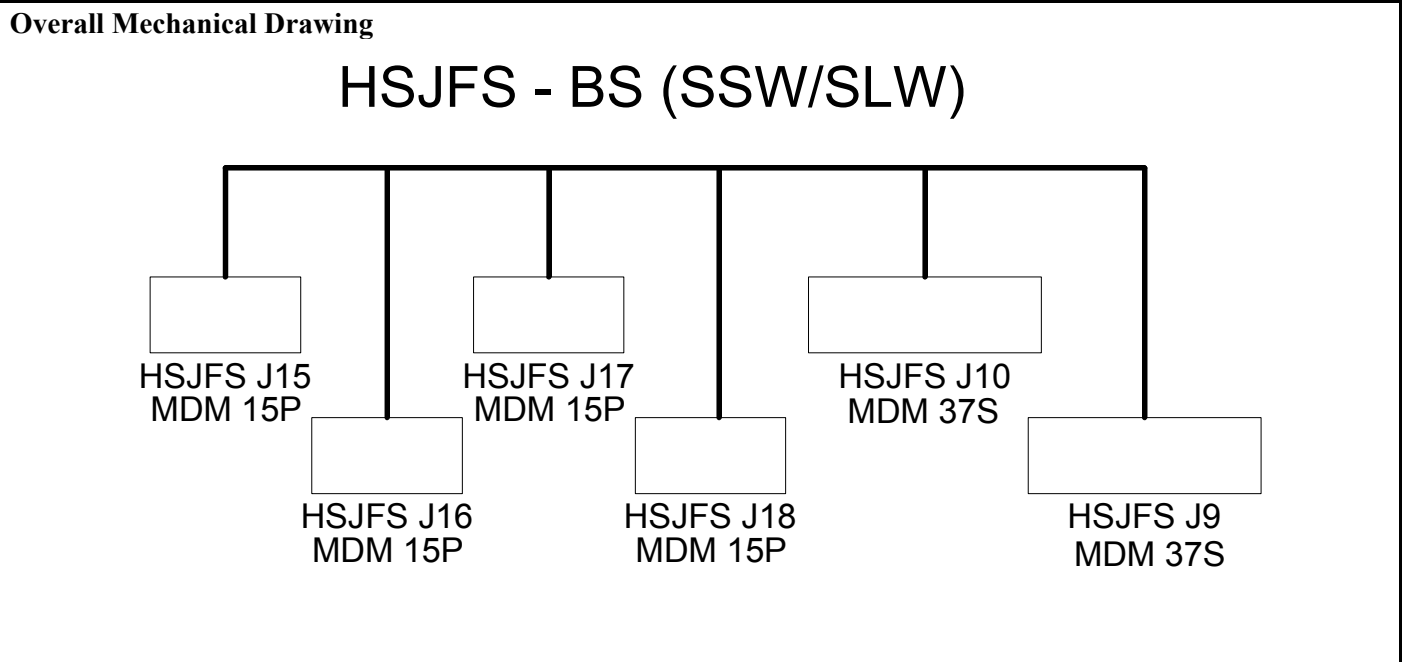 Overall Mechanical Drawing
HSJFS - BS (SSW/SLW)
HSJFS J15
MDM 15P
HSJFS J17
MDM 15P
HSJFS J10
MDM 37S
HSJFS J16
MDM 15P
HSJFS J18
MDM 15P
HSJFS J9
MDM 37S